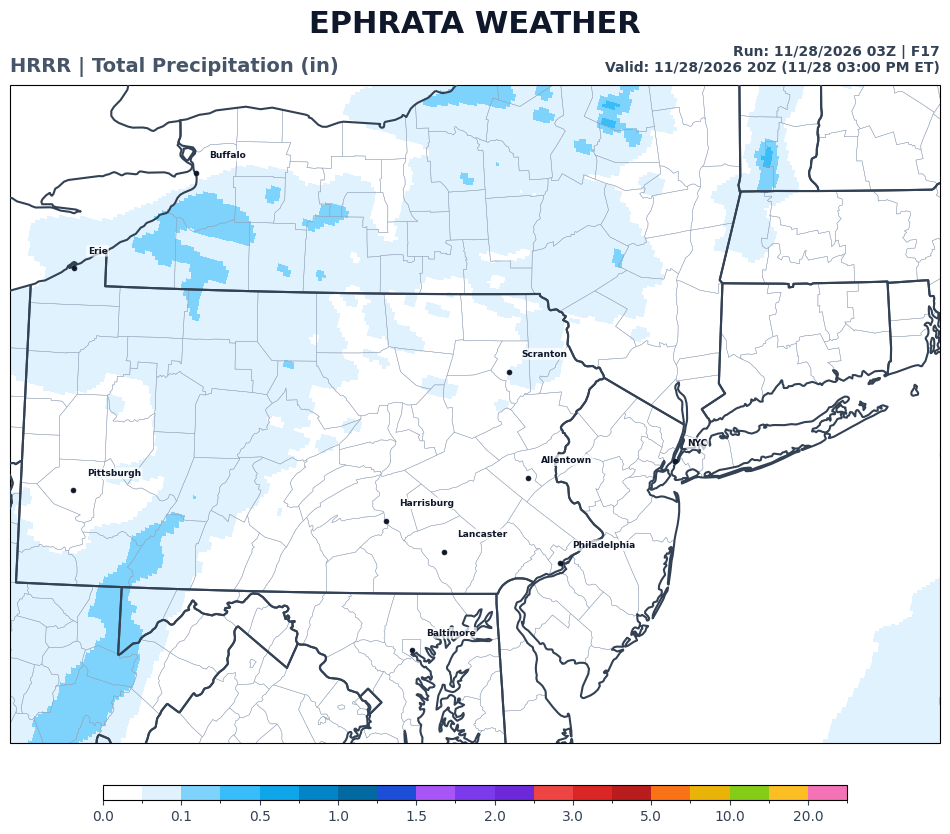 EPHRATA WEATHER
HRRR | Total Precipitation (in)
Run: 11/28/2026 03Z | F17
Valid: 11/28/2026 20Z (11/28 03:00 PM ET)
Buffalo
Erie
Scranton
NYC
Allentown
Pittsburgh
Harrisburg
Lancaster
Philadelphia
Baltimore
0.0 0.1 0.5 1.0 1.5 2.0 3.0 5.0 10.0 20.0